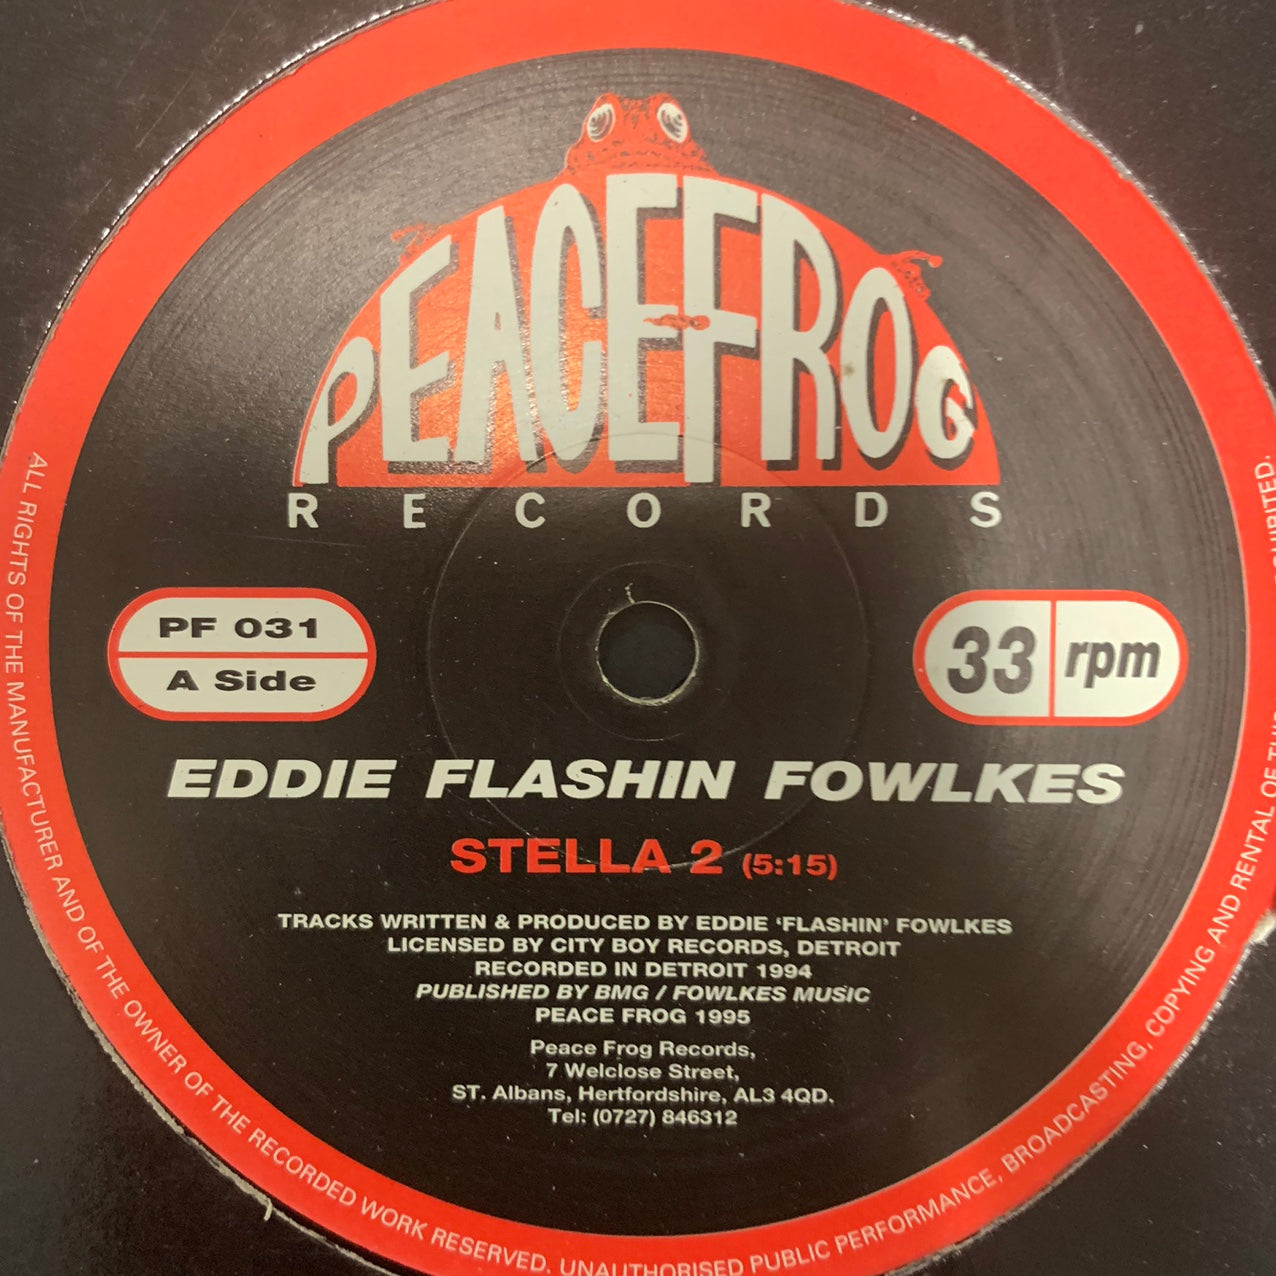 PEACEFROG
RECORDS
PF 031
A Side
33 rpm
EDDIE FLASHIN FOWLKES
STELLA 2 (5:15)
TRACKS WRITTEN & PRODUCED BY EDDIE ‘FLASHIN’ FOWLKES
LICENSED BY CITY BOY RECORDS, DETROIT
RECORDED IN DETROIT 1994
PUBLISHED BY BMG / FOWLKES MUSIC
PEACE FROG 1995
Peace Frog Records,
7 Welclose Street,
ST. Albans, Hertfordshire, AL3 4QD.
Tel: (0727) 846312
ALL RIGHTS OF THE MANUFACTURER AND OF THE OWNER OF THE RECORDED WORK RESERVED. UNAUTHORISED PUBLIC PERFORMANCE, BROADCASTING, COPYING AND RENTAL OF